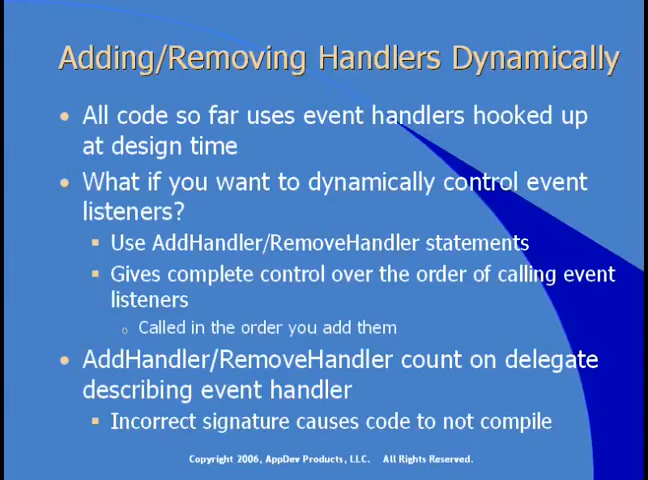 Adding/Removing Handlers Dynamically
All code so far uses event handlers hooked up
at design time
What if you want to dynamically control event
listeners?
Use AddHandler/RemoveHandler statements
Gives complete control over the order of calling event
listeners
Called in the order you add them
AddHandler/RemoveHandler count on delegate
describing event handler
Incorrect signature causes code to not compile
Copyright 2006, AppDev Products, LLC. All Rights Reserved.